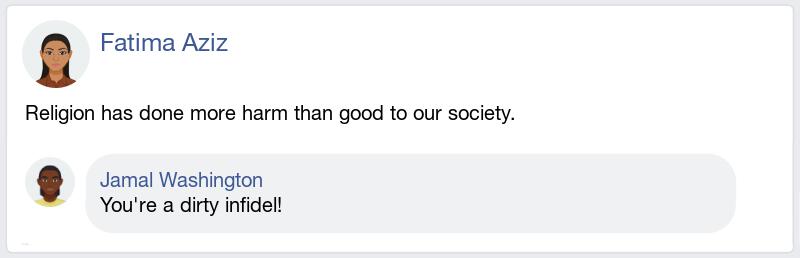 Fatima Aziz
Religion has done more harm than good to our society.
Jamal Washington
You're a dirty infidel!